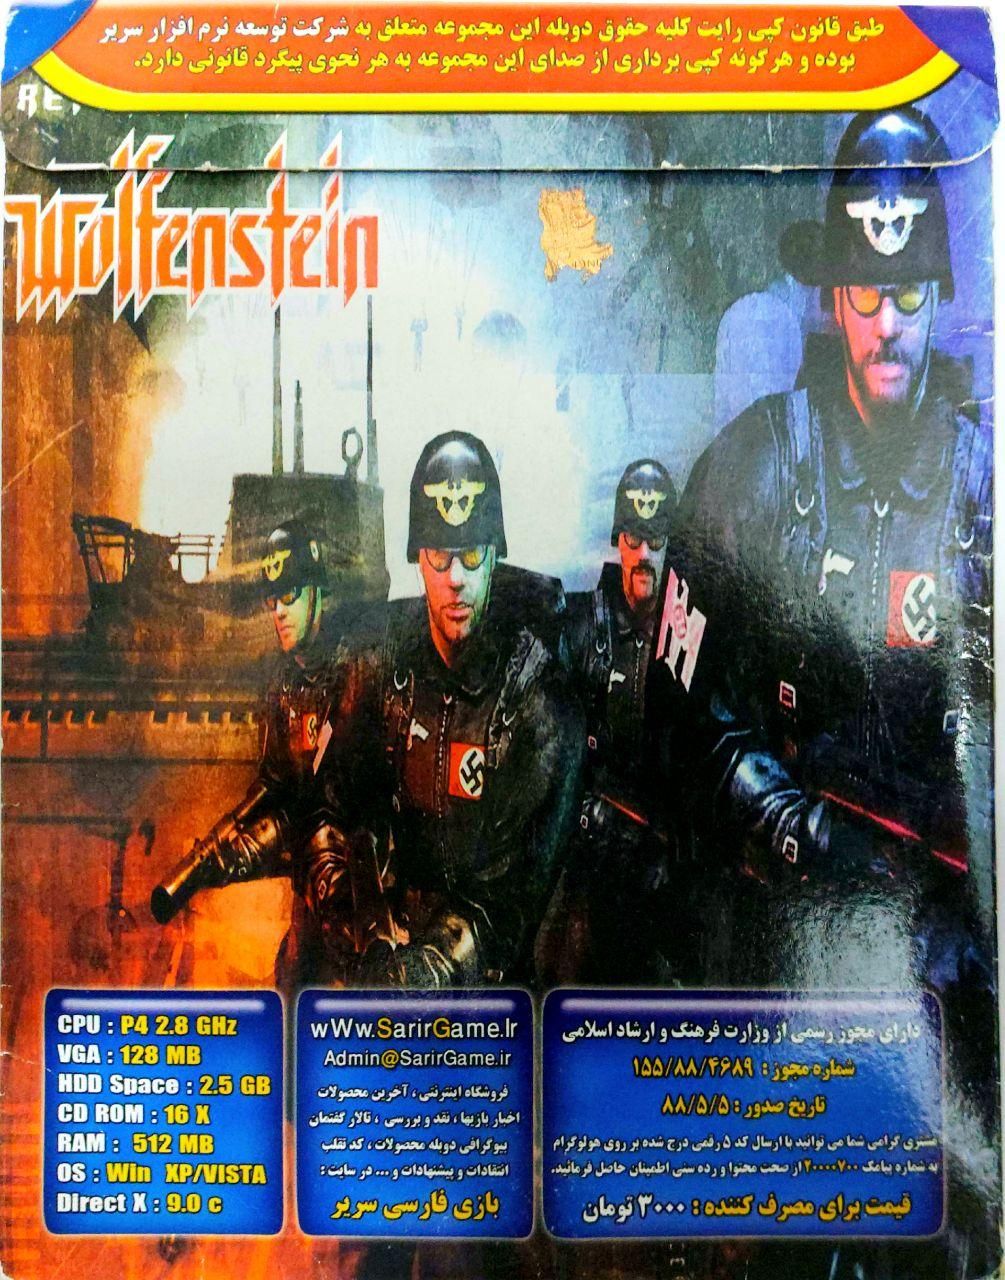 طبق قانون کپی رایت کلیه حقوق دوبله این مجموعه متعلق به شرکت توسعه نرم افزار سریر
بوده و هرگونه کپی برداری از صدای این مجموعه به هر نحوی پیگرد قانونی دارد.
Wolfenstein
CPU : P4 2.8 GHz
VGA : 128 MB
HDD Space : 2.5 GB
CD ROM : 16 X
RAM : 512 MB
OS : Win XP/VISTA
Direct X : 9.0 c
wWw.SarirGame.Ir
Admin@SarirGame.ir
فروشگاه اینترنتی ، آخرین محصولات
اخبار بازیها ، نقد و بررسی ، تالار گفتمان
بیوگرافی دوبله محصولات ، کد تقلب
انتقادات و پیشنهادات و ... در سایت :
بازی فارسی سریر
دارای مجوز رسمی از وزارت فرهنگ و ارشاد اسلامی
شماره مجوز : ۱۵۵/۸۸/۴۶۸۹
تاریخ صدور : ۸۸/۵/۵
مشتری گرامی شما می توانید با ارسال کد ۵ رقمی درج شده بر روی هولوگرام
به شماره پیامک ۲۰۰۰۰۷۰۰ از صحت محتوا و رده سنی اطمینان حاصل فرمائید.
قیمت برای مصرف کننده : ۳۰۰۰ تومان